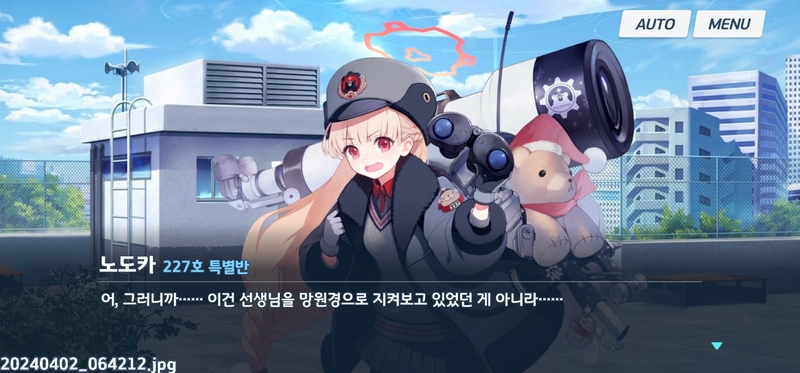 AUTO
MENU
노도카 227호 특별반
어, 그러니까…… 이건 선생님을 망원경으로 지켜보고 있었던 게 아니라……
20240402_064212.jpg